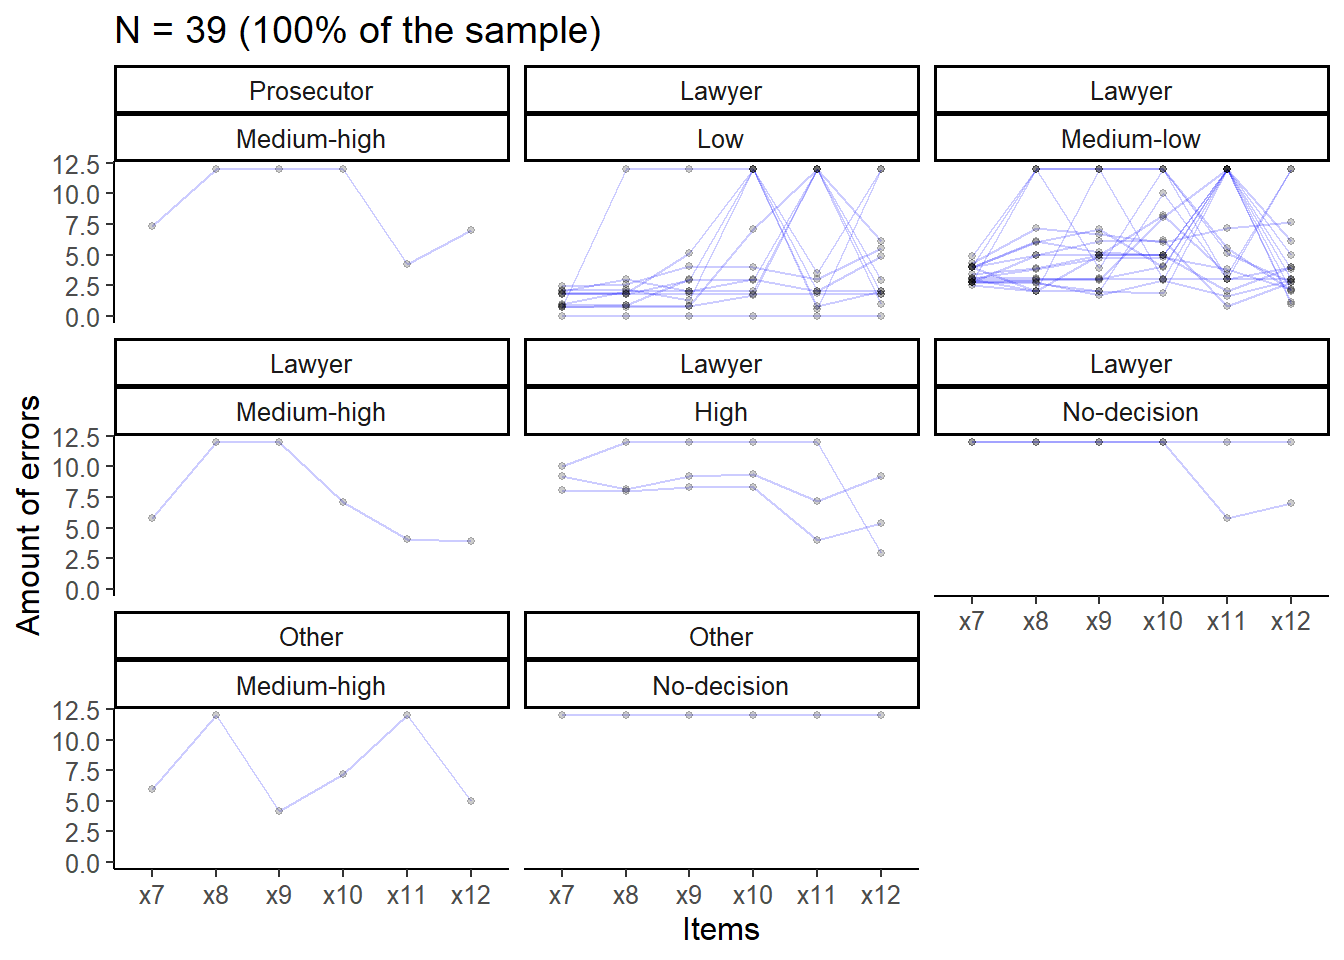 N = 39 (100% of the sample)
Prosecutor
Medium-high
Lawyer
Low
Lawyer
Medium-low
12.5
10.0
7.5
5.0
2.5
0.0
Lawyer
Medium-high
Lawyer
High
Lawyer
No-decision
12.5
10.0
7.5
5.0
2.5
0.0
x7 x8 x9 x10 x11 x12
Other
Medium-high
Other
No-decision
12.5
10.0
7.5
5.0
2.5
0.0
x7 x8 x9 x10 x11 x12
x7 x8 x9 x10 x11 x12
Amount of errors
Items